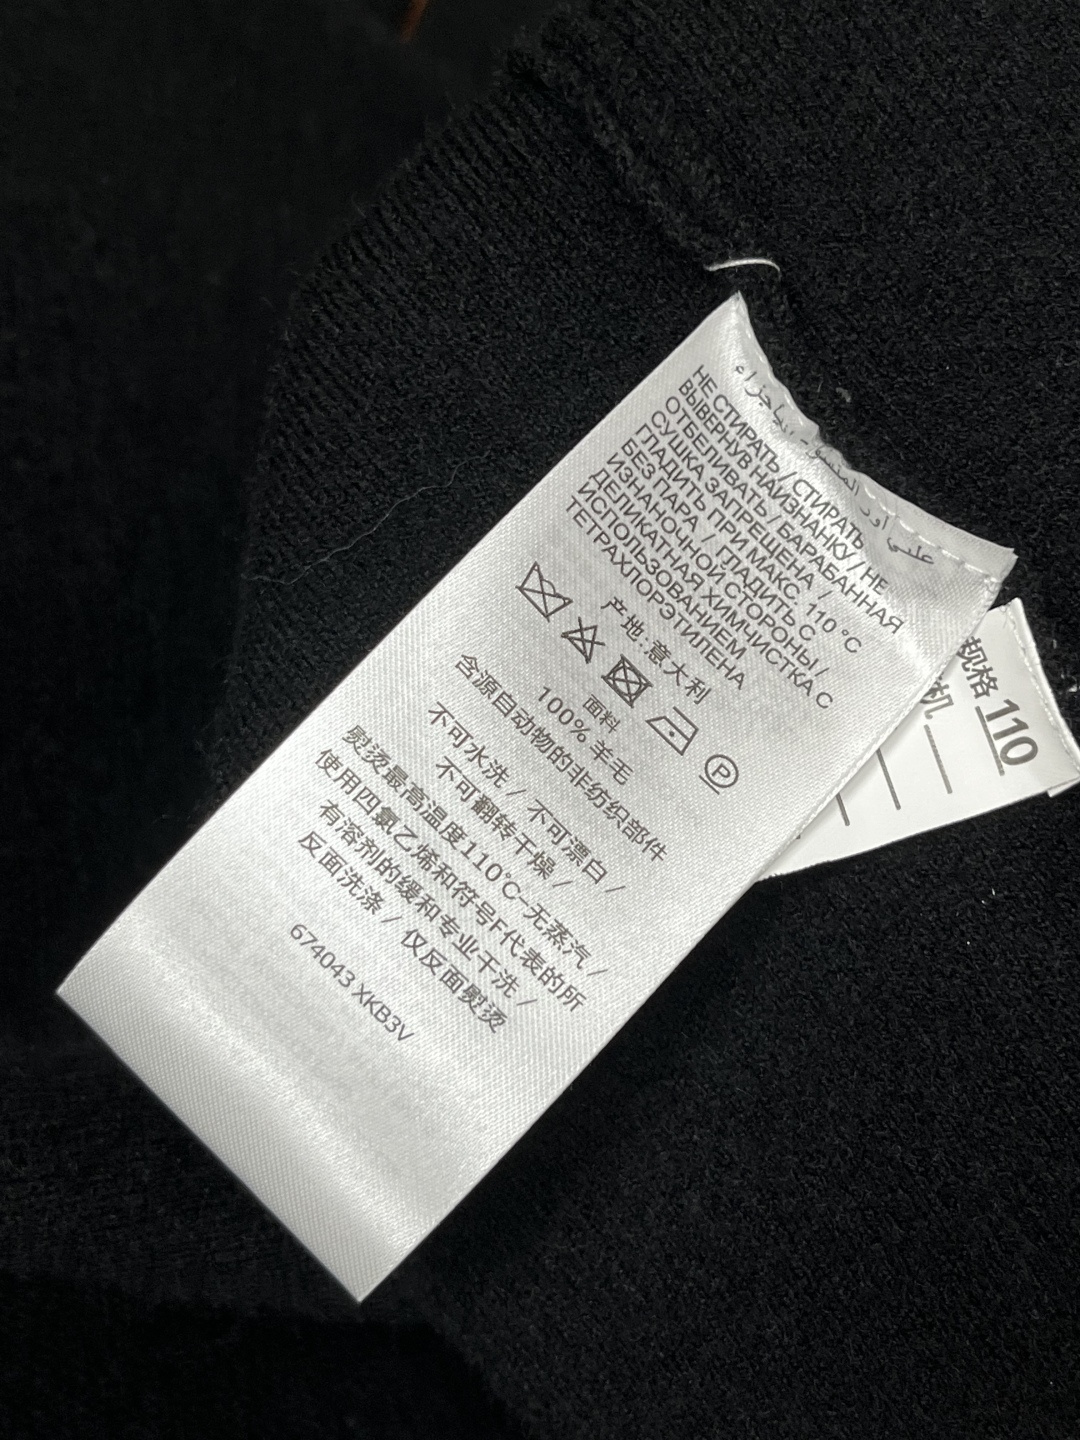 НЕ СТИРАТЬ / СТИРАТЬ
ВЫВЕРНУВ НАИЗНАНКУ / НЕ
ОТБЕЛИВАТЬ / БАРАБАННАЯ
СУШКА ЗАПРЕЩЕНА /
ГЛАДИТЬ ПРИ МАКС. 110 °C
БЕЗ ПАРА / ГЛАДИТЬ С
ИЗНАНОЧНОЙ СТОРОНЫ /
ДЕЛИКАТНАЯ ХИМЧИСТКА С
ИСПОЛЬЗОВАНИЕМ
ТЕТРАХЛОРЭТИЛЕНА
产地:意大利
P
面料
100% 羊毛
含源自动物的非纺织部件
不可水洗 / 不可漂白 /
不可翻转干燥 /
熨烫最高温度110℃-无蒸汽 /
使用四氯乙烯和符号F代表的所
有溶剂的缓和专业干洗 /
反面洗涤 / 仅反面熨烫
674043 XKB3V
规格 110
机